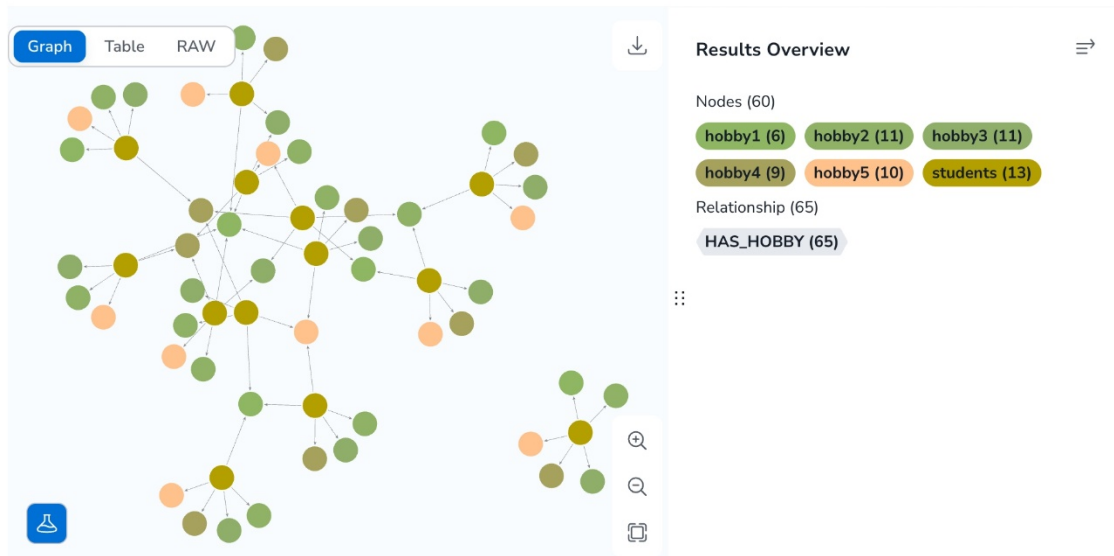 Graph Table RAW
Results Overview
Nodes (60)
hobby1 (6) hobby2 (11) hobby3 (11)
hobby4 (9) hobby5 (10) students (13)
Relationship (65)
HAS_HOBBY (65)